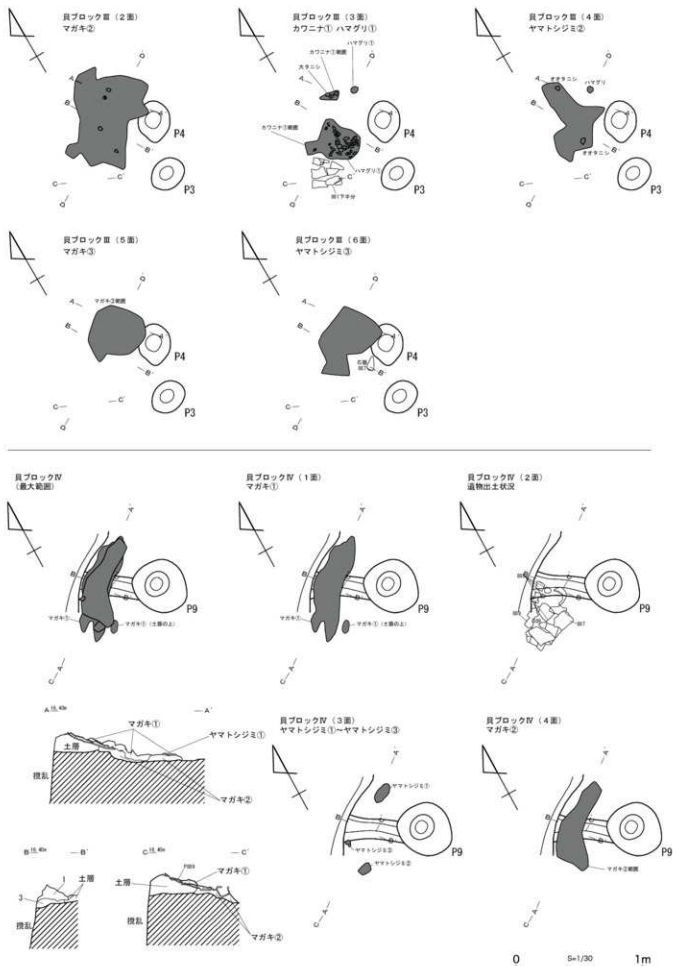 貝ブロックⅢ（2面）
マガキ②
A
B
P4
B'
C
C'
P3
貝ブロックⅢ（3面）
カワニナ① ハマグリ①
ハマグリ①
カワニナ①範囲
大タニシ
A
B
カワニナ①範囲
P4
B'
ハマグリ①
C
C'
P3
貝ブロックⅢ（4面）
ヤマトシジミ②
オオタニシ
ハマグリ
A
B
P4
B'
オオタニシ
C
C'
P3
貝ブロックⅢ（5面）
マガキ③
マガキ③範囲
A
B
P4
B'
C
C'
P3
貝ブロックⅢ（6面）
ヤマトシジミ③
A
B
P4
石器
B'
C
C'
P3
貝ブロックⅣ
（最大範囲）
A'
B
B'
P9
マガキ①
マガキ①（土器の上）
C
A
貝ブロックⅣ（1面）
マガキ①
A'
B
B'
P9
マガキ①
マガキ①（土器の上）
C
A
貝ブロックⅣ（2面）
遺物出土状況
A'
P9
C
A
A
A'
マガキ①
ヤマトシジミ①
土層
撹乱
マガキ②
B
B'
1
土層
3
撹乱
C
C'
土層
マガキ①
撹乱
マガキ②
貝ブロックⅣ（3面）
ヤマトシジミ①～ヤマトシジミ③
A'
ヤマトシジミ①
B
B'
P9
ヤマトシジミ③
ヤマトシジミ②
C
A
貝ブロックⅣ（4面）
マガキ②
A'
B
B'
P9
マガキ②範囲
C
A
0 S=1/30 1m